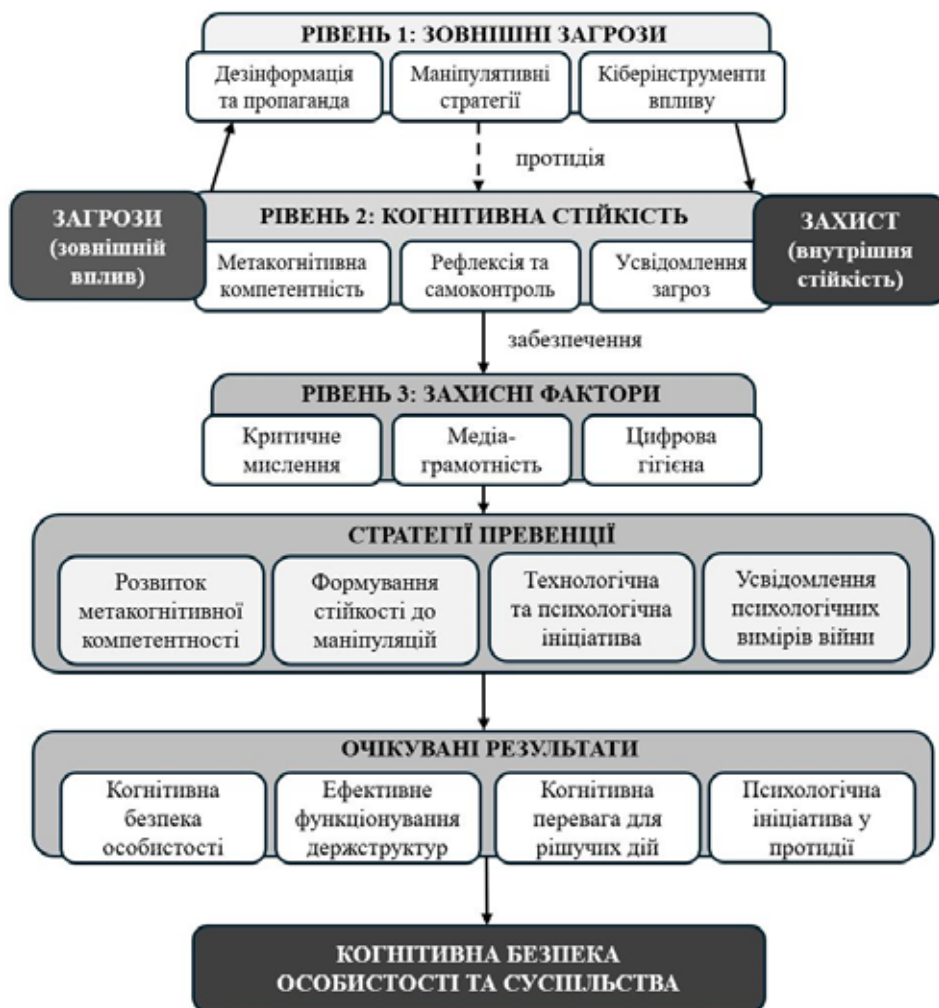 РІВЕНЬ 1: ЗОВНІШНІ ЗАГРОЗИ
Дезінформація
та пропаганда
Маніпулятивні
стратегії
Кіберінструменти
впливу
протидія
ЗАГРОЗИ
(зовнішній
вплив)
РІВЕНЬ 2: КОГНІТИВНА СТІЙКІСТЬ
Метакогнітивна
компетентність
Рефлексія та
самоконтроль
Усвідомлення
загроз
ЗАХИСТ
(внутрішня
стійкість)
забезпечення
РІВЕНЬ 3: ЗАХИСНІ ФАКТОРИ
Критичне
мислення
Медіа-
грамотність
Цифрова
гігієна
СТРАТЕГІЇ ПРЕВЕНЦІЇ
Розвиток
метакогнітивної
компетентності
Формування
стійкості до
маніпуляцій
Технологічна
та психологічна
ініціатива
Усвідомлення
психологічних
вимірів війни
ОЧІКУВАНІ РЕЗУЛЬТАТИ
Когнітивна
безпека
особистості
Ефективне
функціонування
держструктур
Когнітивна
перевага для
рішучих дій
Психологічна
ініціатива у
протидії
КОГНІТИВНА БЕЗПЕКА
ОСОБИСТОСТІ ТА СУСПІЛЬСТВА